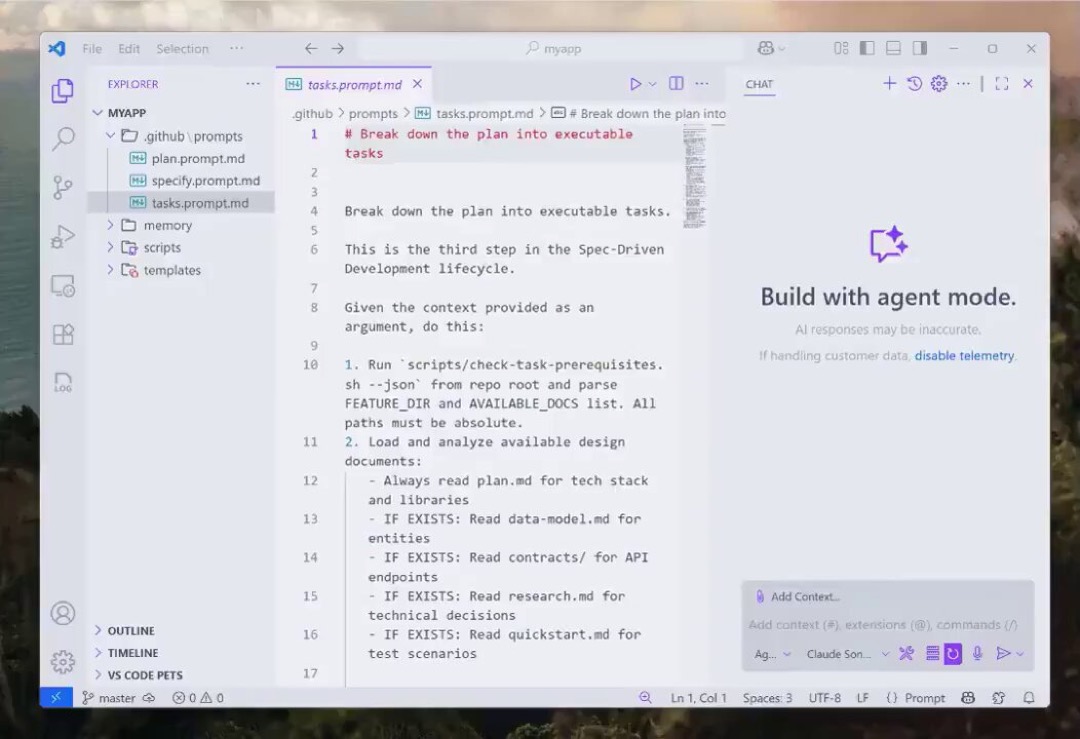 File Edit Selection ···
myapp
EXPLORER ···
MYAPP
.github\prompts
plan.prompt.md
specify.prompt.md
tasks.prompt.md
memory
scripts
templates
OUTLINE
TIMELINE
VS CODE PETS
LOG
tasks.prompt.md
.github > prompts > tasks.prompt.md > # Break down the plan into
1 # Break down the plan into executable
tasks
2
3
4 Break down the plan into executable tasks.
5
6 This is the third step in the Spec-Driven
Development lifecycle.
7
8 Given the context provided as an
argument, do this:
9
10 1. Run `scripts/check-task-prerequisites.
sh --json` from repo root and parse
FEATURE_DIR and AVAILABLE_DOCS list. All
paths must be absolute.
11 2. Load and analyze available design
documents:
12 - Always read plan.md for tech stack
and libraries
13 - IF EXISTS: Read data-model.md for
entities
14 - IF EXISTS: Read contracts/ for API
endpoints
15 - IF EXISTS: Read research.md for
technical decisions
16 - IF EXISTS: Read quickstart.md for
test scenarios
17
CHAT
Build with agent mode.
AI responses may be inaccurate.
If handling customer data, disable telemetry.
Add Context...
Add context (#), extensions (@), commands (/)
Ag... Claude Son...
master 0 0
Ln 1, Col 1 Spaces: 3 UTF-8 LF {} Prompt